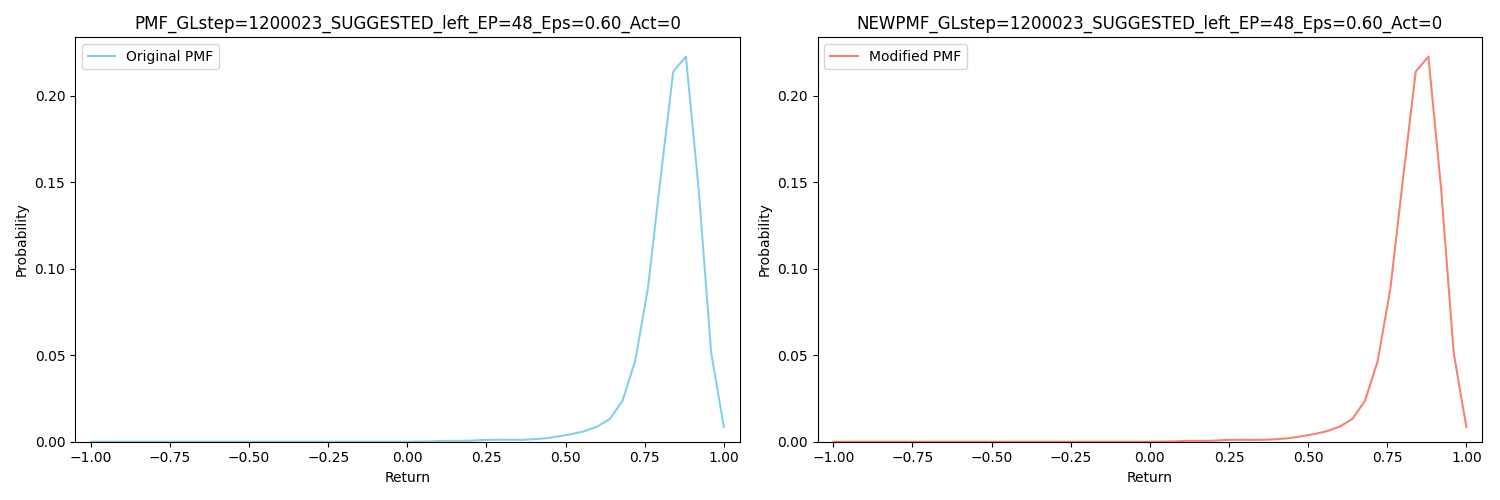 PMF_GLstep=1200023_SUGGESTED_left_EP=48_Eps=0.60_Act=0
Original PMF
0.20
0.15
0.10
0.05
0.00
Probability
−1.00 −0.75 −0.50 −0.25 0.00 0.25 0.50 0.75 1.00
Return
NEWPMF_GLstep=1200023_SUGGESTED_left_EP=48_Eps=0.60_Act=0
Modified PMF
0.20
0.15
0.10
0.05
0.00
Probability
−1.00 −0.75 −0.50 −0.25 0.00 0.25 0.50 0.75 1.00
Return